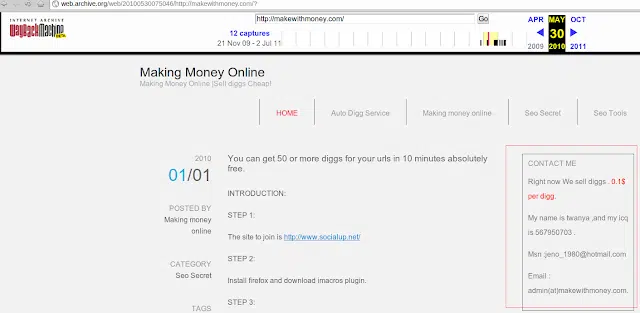 web.archive.org/web/20100530075046/http://makewithmoney.com/?
INTERNET ARCHIVE
WayBackMachine
BETA
http://makewithmoney.com/ Go
12 captures
21 Nov 09 - 2 Jul 11
APR MAY OCT
30
2009 2010 2011
Making Money Online
Making Money Online |Sell diggs Cheap!
HOME Auto Digg Service Making money online Seo Secret Seo Tools
2010
01/01
POSTED BY
Making money
online
CATEGORY
Seo Secret
TAGS
You can get 50 or more diggs for your urls in 10 minutes absolutely
free.
INTRODUCTION:
STEP 1:
The site to join is http://www.socialup.net/
STEP 2:
Install firefox and download imacros plugin.
STEP 3:
CONTACT ME
Right now We sell diggs . 0.1$
per digg.
My name is twanya ,and my icq
is 567950703 .
Msn :jeno_1980@hotmail.com
Email :
admin(at)makewithmoney.com.